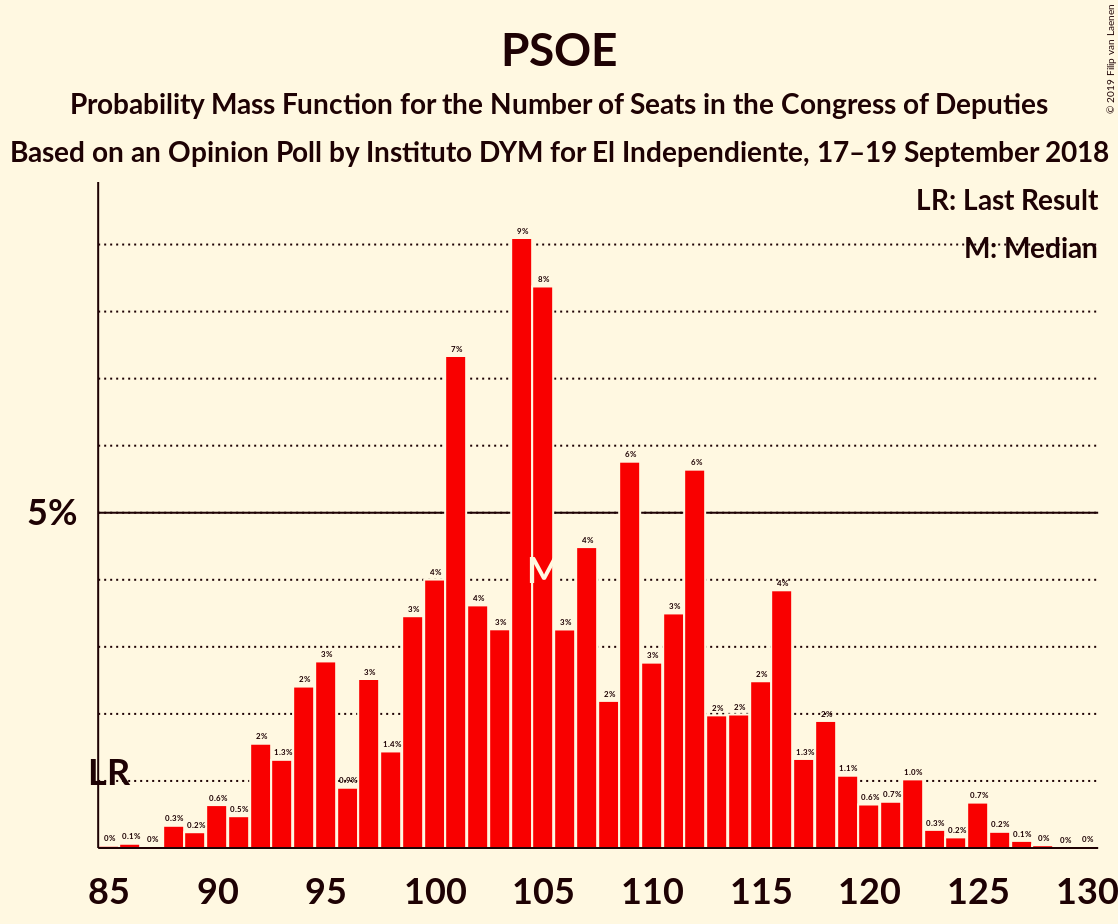 PSOE
Probability Mass Function for the Number of Seats in the Congress of Deputies
Based on an Opinion Poll by Instituto DYM for El Independiente, 17–19 September 2018
© 2019 Filip van Laenen
LR: Last Result
M: Median
5%
LR
M
0% 0.1% 0% 0.3% 0.2% 0.6% 0.5% 2% 1.3% 2% 3% 0.9% 3% 1.4% 3% 4% 7% 4% 3% 9% 8% 3% 4% 2% 6% 3% 3% 6% 2% 2% 2% 4% 1.3% 2% 1.1% 0.6% 0.7% 1.0% 0.3% 0.2% 0.7% 0.2% 0.1% 0% 0% 0%
85 90 95 100 105 110 115 120 125 130